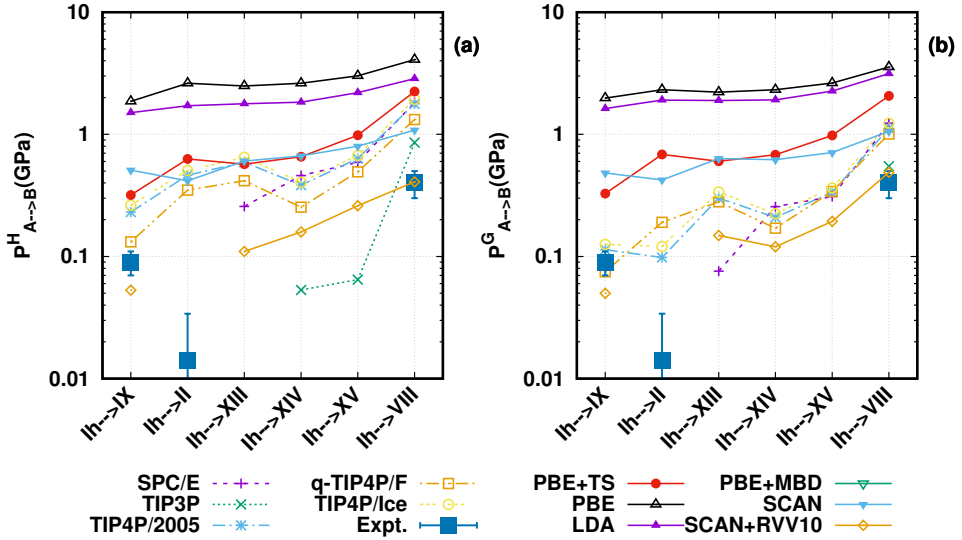 10
1
0.1
0.01
P^H_A-->B(GPa)
(a)
Ih-->IX
Ih-->II
Ih-->XIII
Ih-->XIV
Ih-->XV
Ih-->VIII
10
1
0.1
0.01
P^G_A-->B(GPa)
(b)
Ih-->IX
Ih-->II
Ih-->XIII
Ih-->XIV
Ih-->XV
Ih-->VIII
SPC/E q-TIP4P/F PBE+TS PBE+MBD
TIP3P TIP4P/Ice PBE SCAN
TIP4P/2005 Expt. LDA SCAN+RVV10